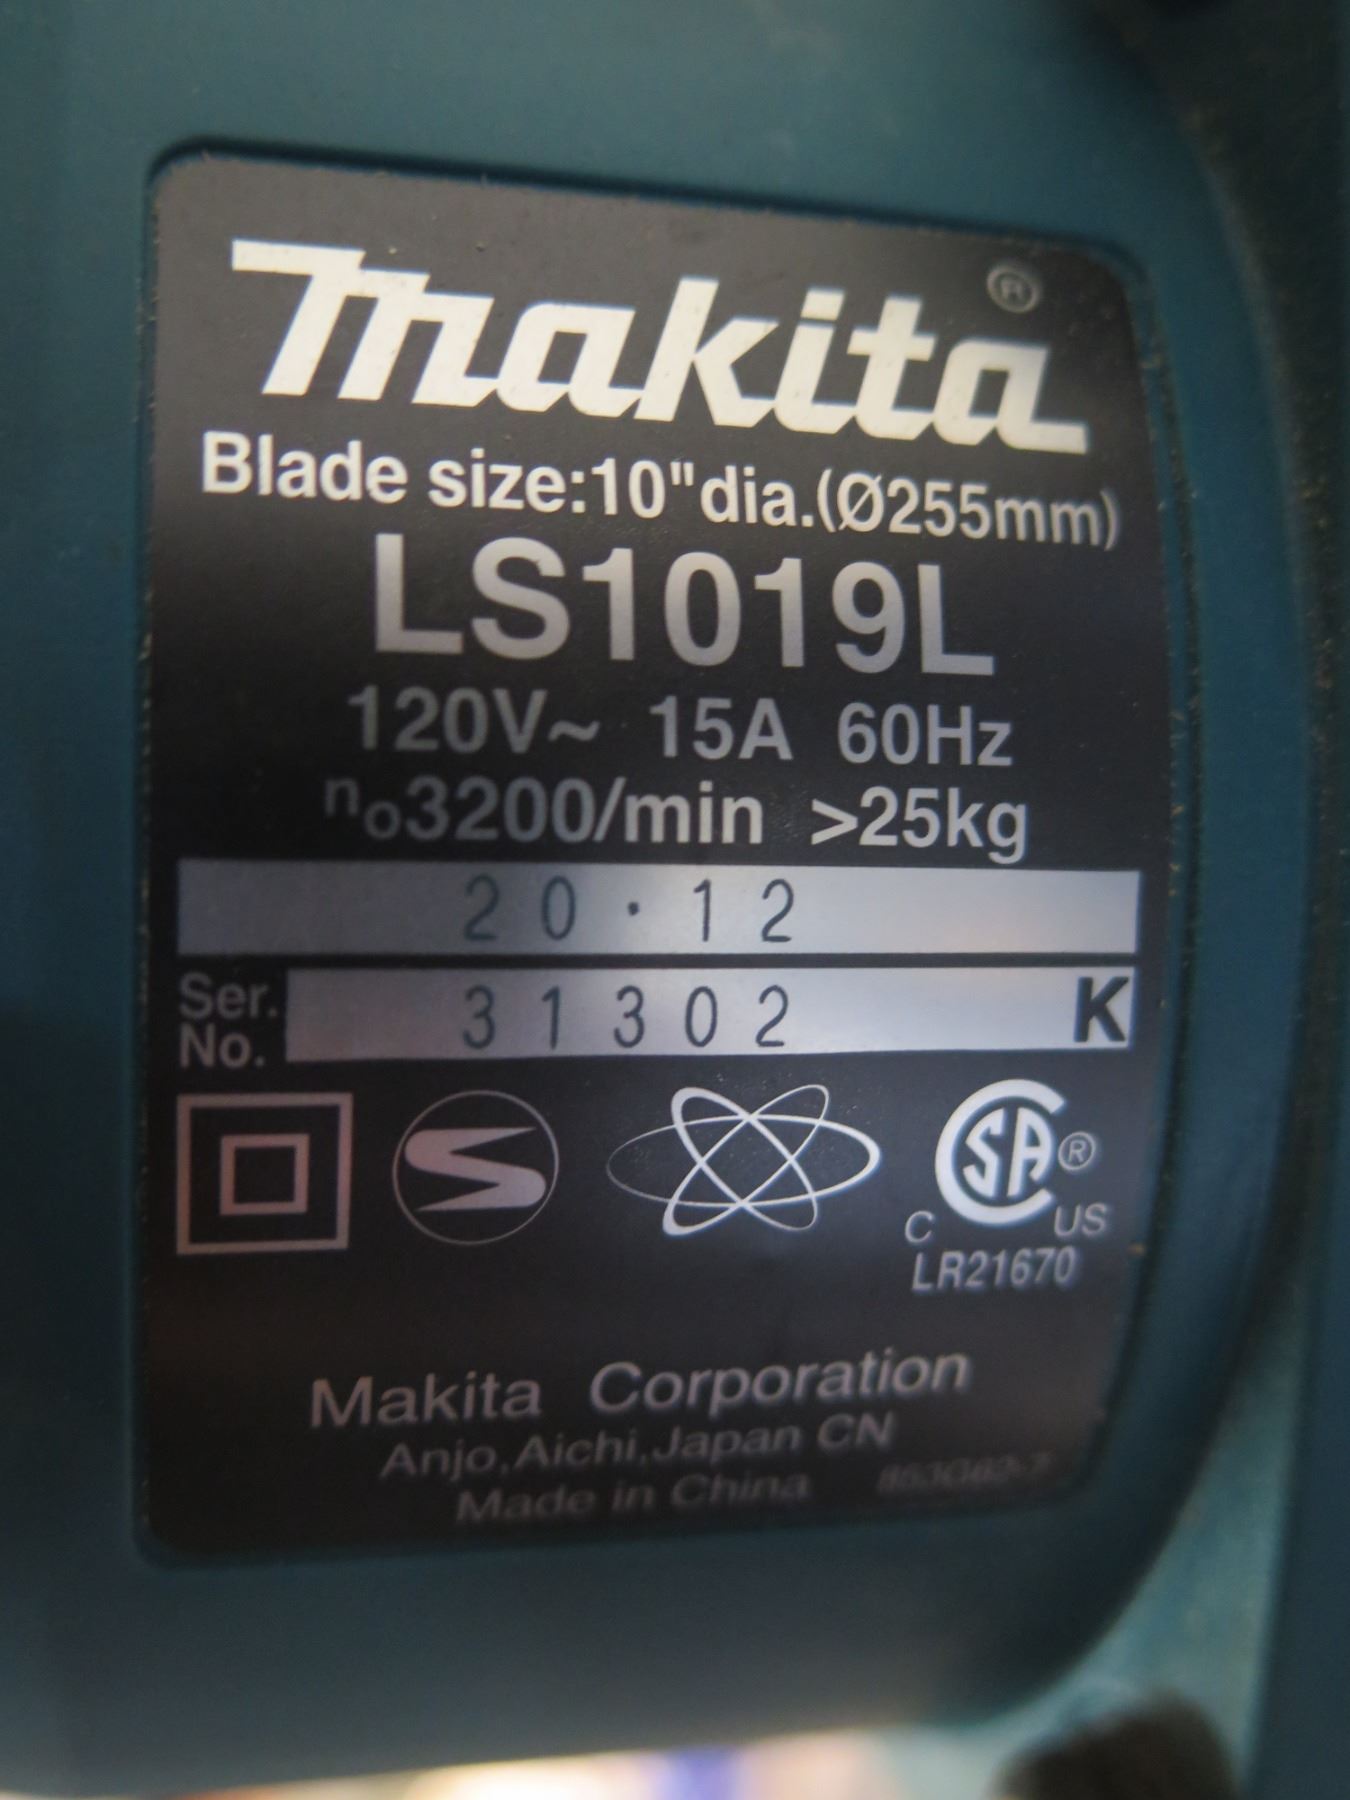 makita®
Blade size:10"dia.(Ø255mm)
LS1019L
120V~ 15A 60Hz
no3200/min >25kg
20·12
Ser. No. 31302 K
CSA®
C US
LR21670
Makita Corporation
Anjo,Aichi,Japan CN
Made in China